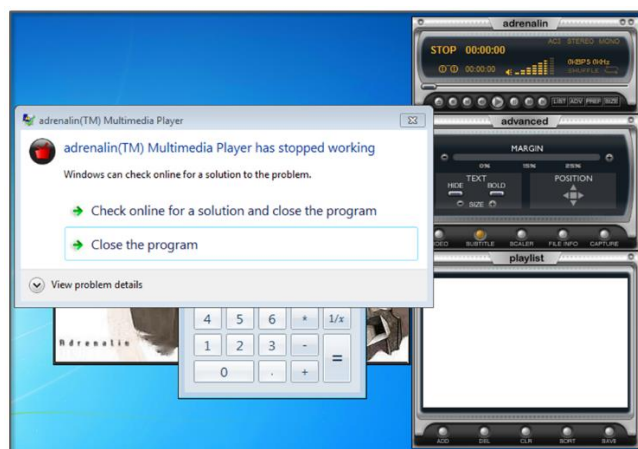 adrenalin
STOP 00:00:00
AC3 STEREO MONO
00:00:00
0KBPS 0kHz
SHUFFLE
LIST ADV PREP SIZE
adrenalin(TM) Multimedia Player
adrenalin(TM) Multimedia Player has stopped working
Windows can check online for a solution to the problem.
Check online for a solution and close the program
Close the program
View problem details
advanced
MARGIN
0% 15% 25%
TEXT POSITION
HIDE BOLD
SIZE
SUBTITLE SCALER FILE INFO CAPTURE
playlist
4 5 6 * 1/x
1 2 3 - =
0 . +
Adrenalin
ADD DEL CLR SORT SAVE